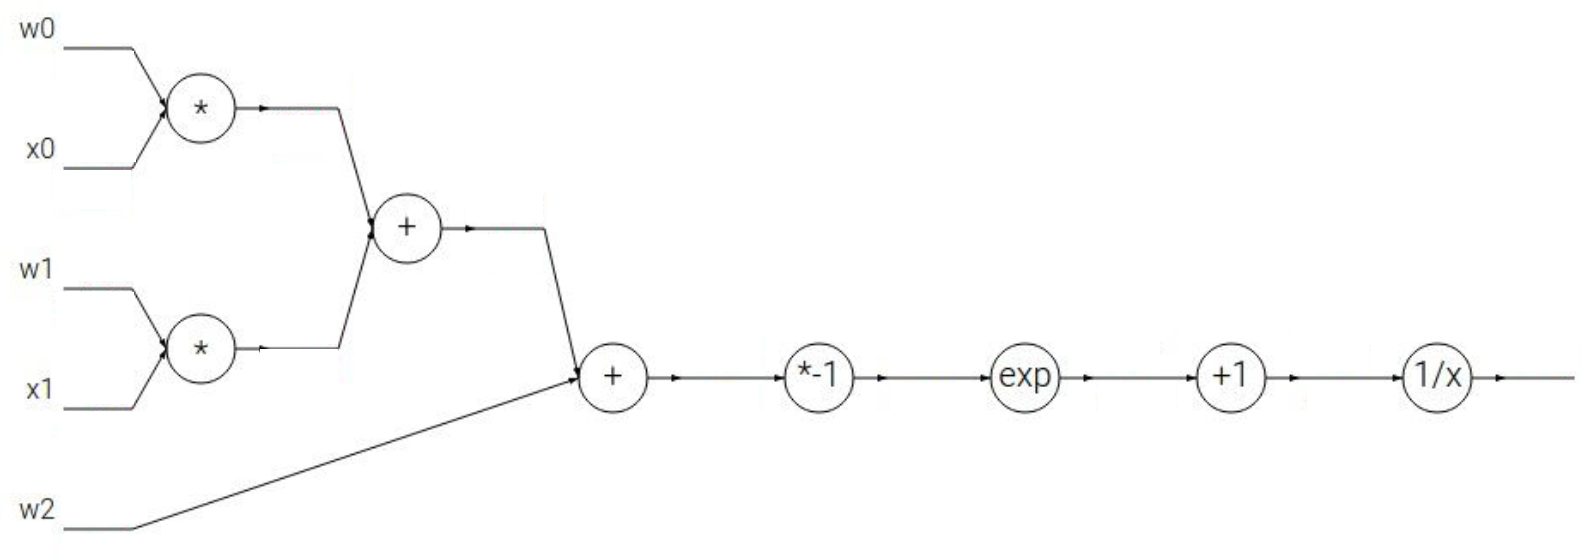 w0
*
x0
+
w1
*
x1
+ *-1 exp +1 1/x
w2